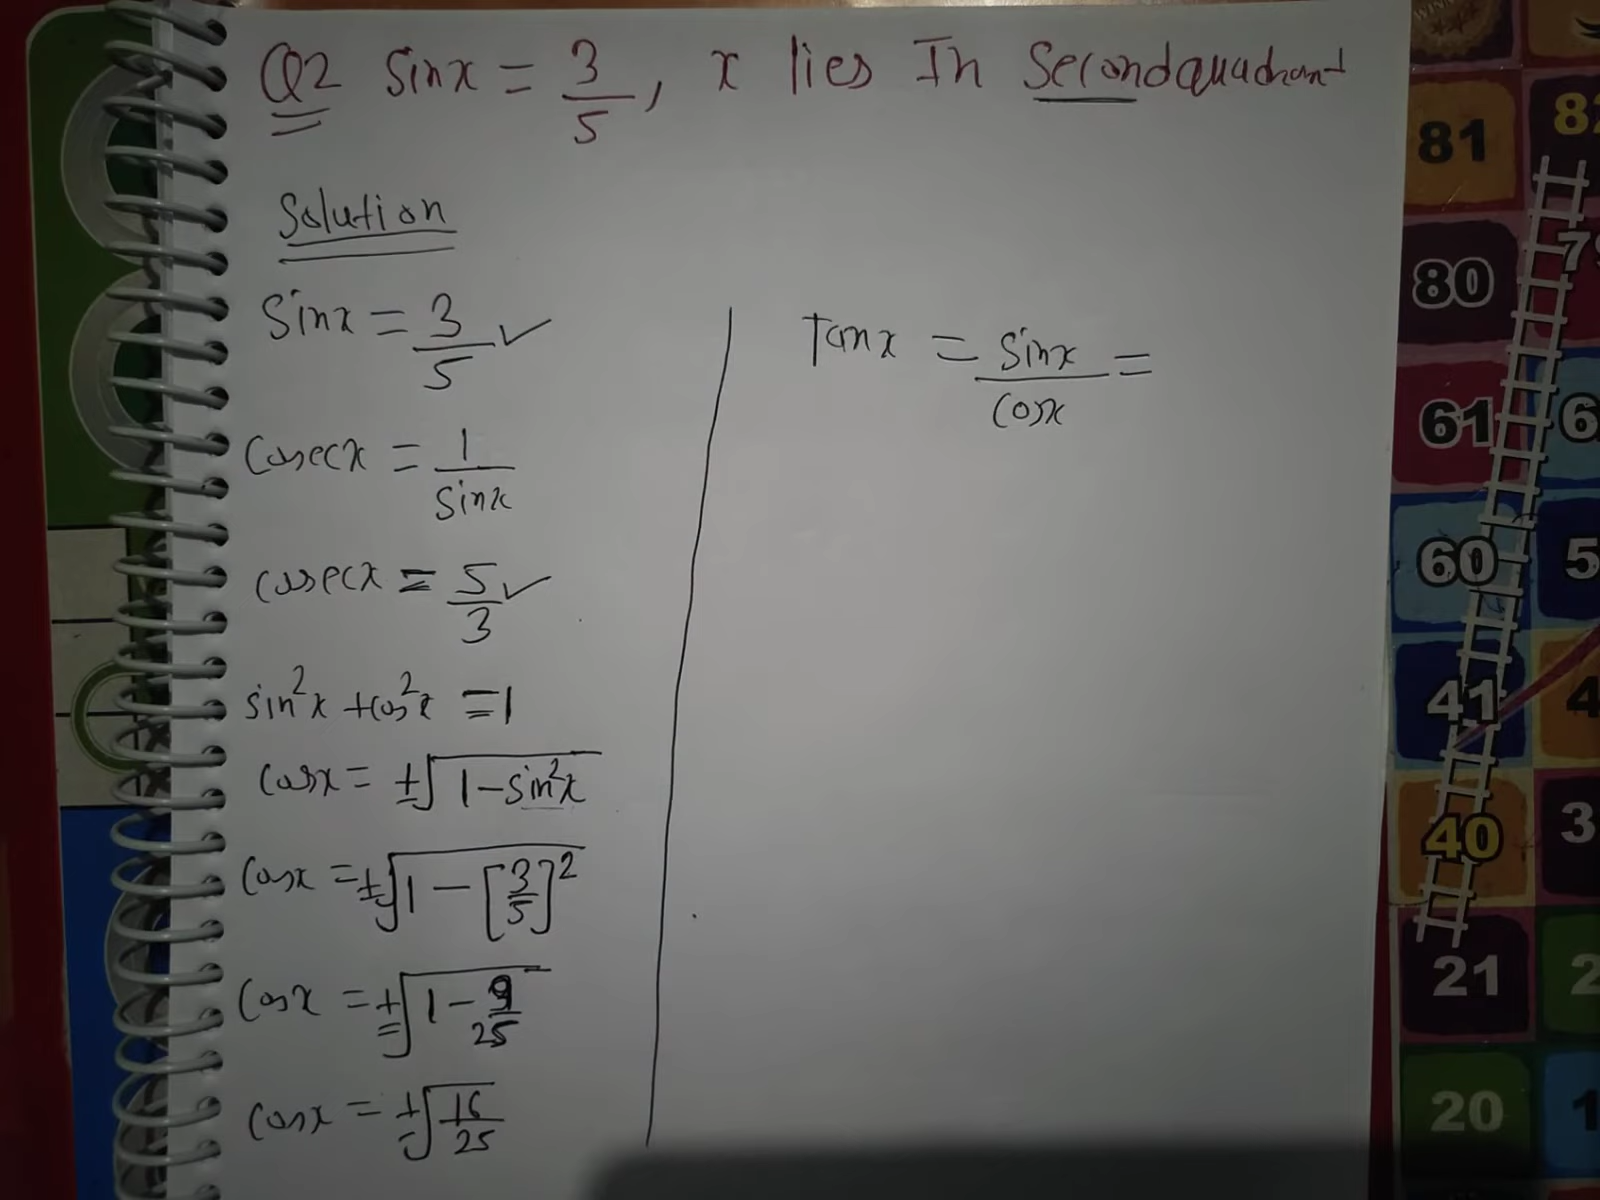 Q2 Sinx = 3/5, x lies In Secondquadrant
Solution
Sinx = 3/5 ✓
Cosecx = 1/Sinx
Cosecx = 5/3 ✓
sin²x + cos²x = 1
Cosx = ±√(1-sin²x)
Cosx = ±√(1 - [3/5]²)
Cosx = ±√(1 - 9/25)
Cosx = ±√(16/25)
Tanx = Sinx/Cosx =
81
80
61
60
41
40
21
20